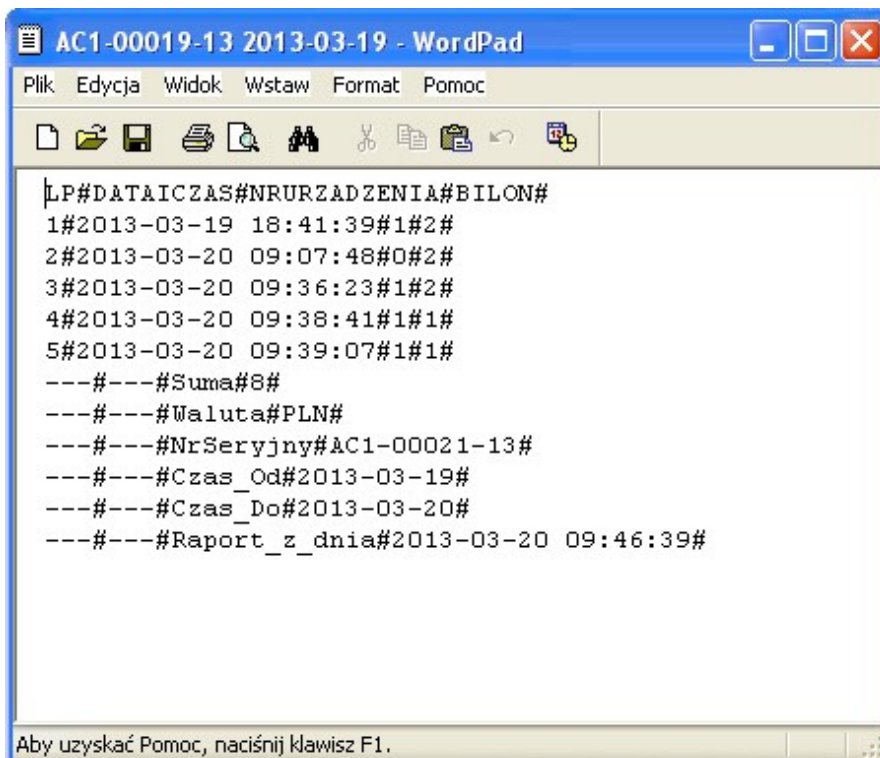 AC1-00019-13 2013-03-19 - WordPad
Plik Edycja Widok Wstaw Format Pomoc
LP#DATAICZAS#NRURZADZENIA#BILON#
1#2013-03-19 18:41:39#1#2#
2#2013-03-20 09:07:48#0#2#
3#2013-03-20 09:36:23#1#2#
4#2013-03-20 09:38:41#1#1#
5#2013-03-20 09:39:07#1#1#
---#---#Suma#8#
---#---#Waluta#PLN#
---#---#NrSeryjny#AC1-00021-13#
---#---#Czas_Od#2013-03-19#
---#---#Czas_Do#2013-03-20#
---#---#Raport_z_dnia#2013-03-20 09:46:39#
Aby uzyskać Pomoc, naciśnij klawisz F1.